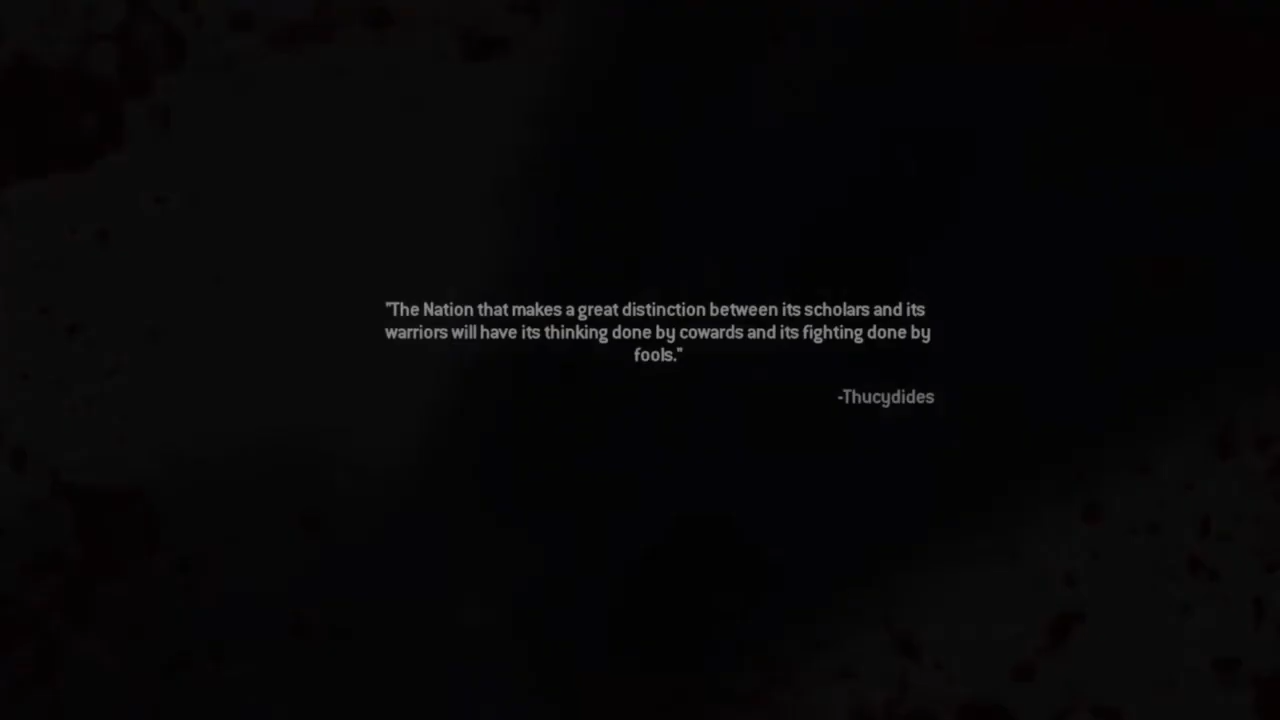 "The Nation that makes a great distinction between its scholars and its
warriors will have its thinking done by cowards and its fighting done by
fools."
-Thucydides